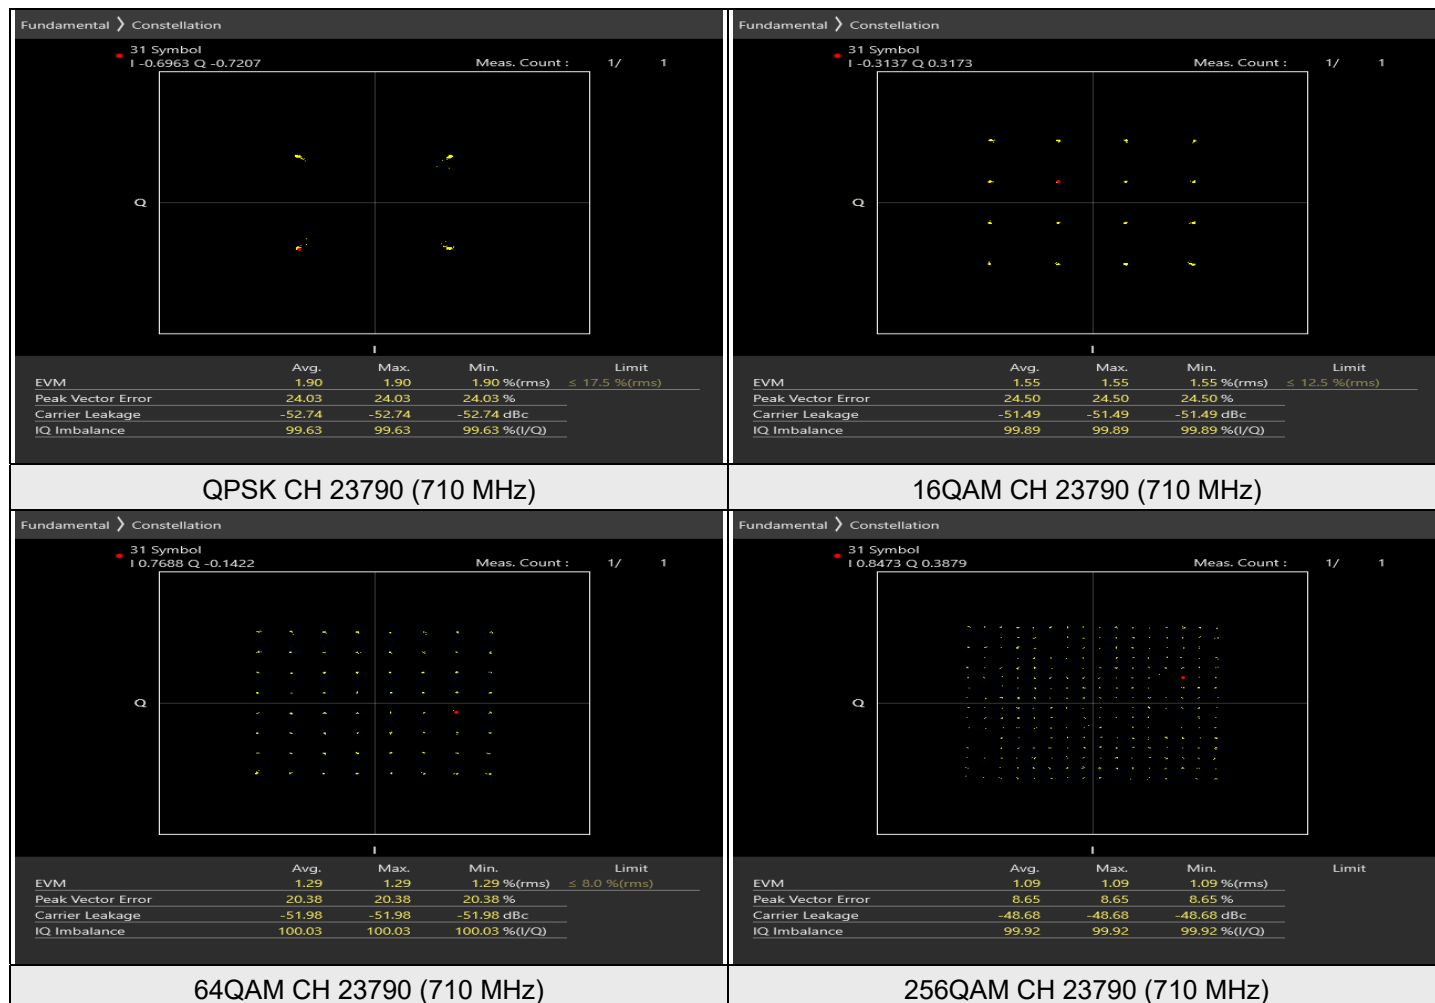 Fundamental ❯ Constellation
31 Symbol
I -0.6963 Q -0.7207 Meas. Count : 1/ 1
Q
I
Avg. Max. Min. Limit
EVM 1.90 1.90 1.90 %(rms) ≤ 17.5 %(rms)
Peak Vector Error 24.03 24.03 24.03 %
Carrier Leakage -52.74 -52.74 -52.74 dBc
IQ Imbalance 99.63 99.63 99.63 %(I/Q)
QPSK CH 23790 (710 MHz)
Fundamental ❯ Constellation
31 Symbol
I -0.3137 Q 0.3173 Meas. Count : 1/ 1
Q
I
Avg. Max. Min. Limit
EVM 1.55 1.55 1.55 %(rms) ≤ 12.5 %(rms)
Peak Vector Error 24.50 24.50 24.50 %
Carrier Leakage -51.49 -51.49 -51.49 dBc
IQ Imbalance 99.89 99.89 99.89 %(I/Q)
16QAM CH 23790 (710 MHz)
Fundamental ❯ Constellation
31 Symbol
I 0.7688 Q -0.1422 Meas. Count : 1/ 1
Q
I
Avg. Max. Min. Limit
EVM 1.29 1.29 1.29 %(rms) ≤ 8.0 %(rms)
Peak Vector Error 20.38 20.38 20.38 %
Carrier Leakage -51.98 -51.98 -51.98 dBc
IQ Imbalance 100.03 100.03 100.03 %(I/Q)
64QAM CH 23790 (710 MHz)
Fundamental ❯ Constellation
31 Symbol
I 0.8473 Q 0.3879 Meas. Count : 1/ 1
Q
I
Avg. Max. Min. Limit
EVM 1.09 1.09 1.09 %(rms)
Peak Vector Error 8.65 8.65 8.65 %
Carrier Leakage -48.68 -48.68 -48.68 dBc
IQ Imbalance 99.92 99.92 99.92 %(I/Q)
256QAM CH 23790 (710 MHz)